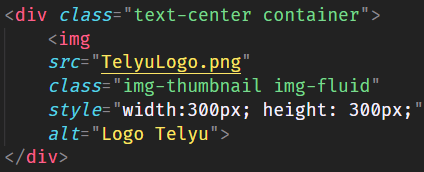 <div class="text-center container">
<img
src="TelyuLogo.png"
class="img-thumbnail img-fluid"
style="width:300px; height: 300px;"
alt="Logo Telyu">
</div>